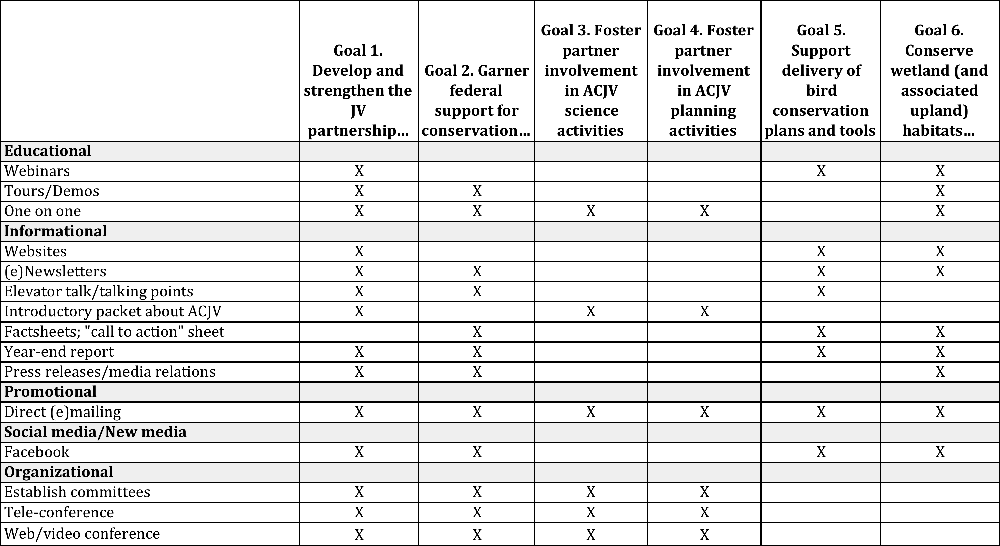 Goal 1.
Develop and
strengthen the
JV
partnership...
Goal 2. Garner
federal
support for
conservation...
Goal 3. Foster
partner
involvement
in ACJV
science
activities
Goal 4. Foster
partner
involvement
in ACJV
planning
activities
Goal 5.
Support
delivery of
bird
conservation
plans and tools
Goal 6.
Conserve
wetland (and
associated
upland)
habitats...
Educational
Webinars X X X
Tours/Demos X X X
One on one X X X X X
Informational
Websites X X X
(e)Newsletters X X X X
Elevator talk/talking points X X X
Introductory packet about ACJV X X X
Factsheets; "call to action" sheet X X X
Year-end report X X X X
Press releases/media relations X X X
Promotional
Direct (e)mailing X X X X X X
Social media/New media
Facebook X X X X
Organizational
Establish committees X X X X
Tele-conference X X X X
Web/video conference X X X X